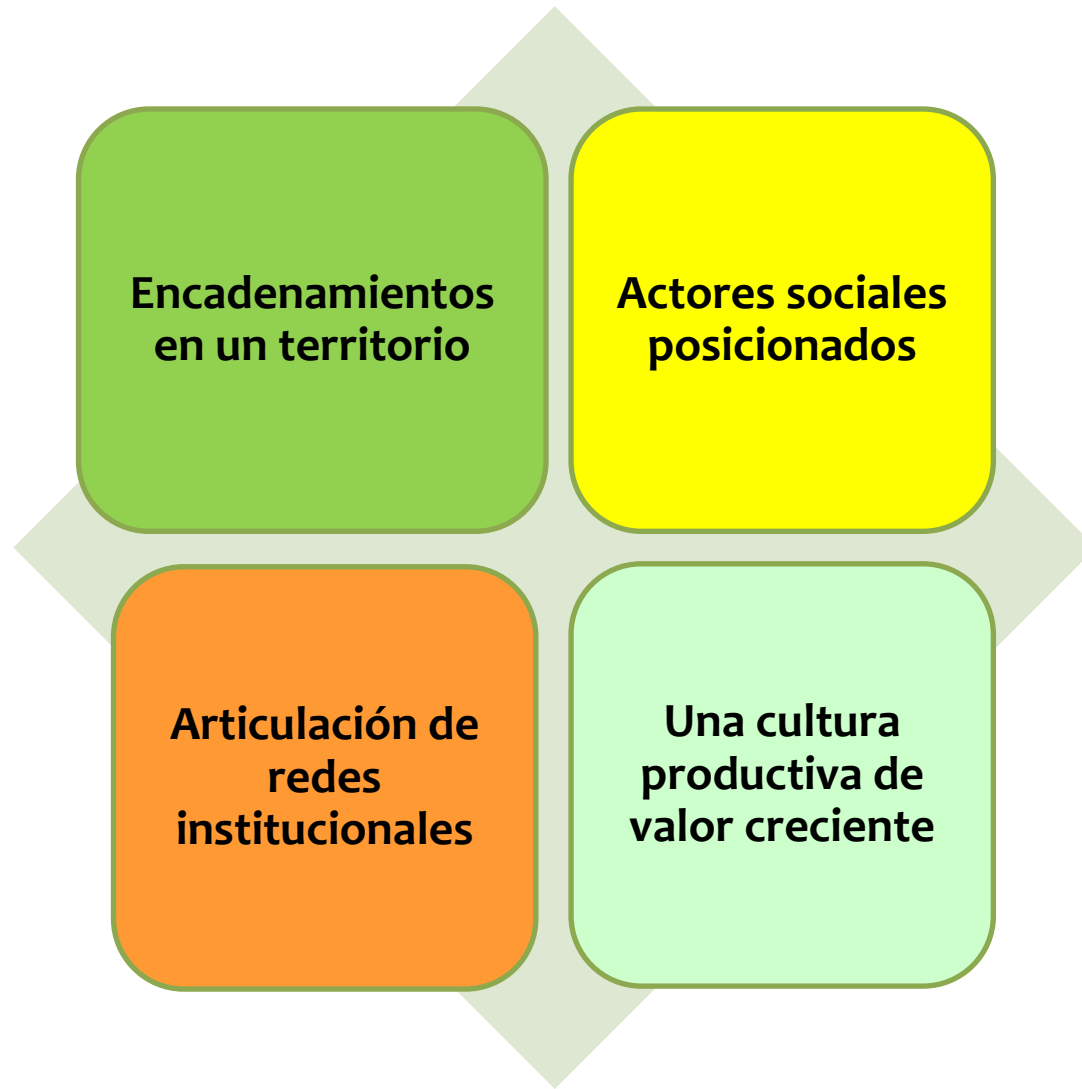 Encadenamientos
en un territorio
Actores sociales
posicionados
Articulación de
redes
institucionales
Una cultura
productiva de
valor creciente